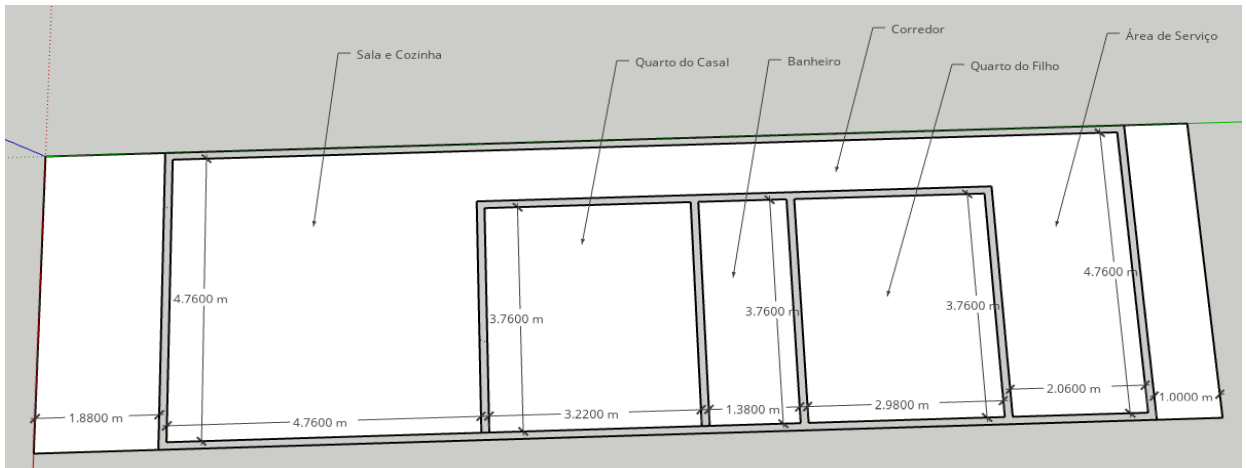 Sala e Cozinha
Quarto do Casal
Banheiro
Corredor
Quarto do Filho
Área de Serviço
4.7600 m
3.7600 m
3.7600 m
3.7600 m
4.7600 m
1.8800 m
4.7600 m
3.2200 m
1.3800 m
2.9800 m
2.0600 m
1.0000 m